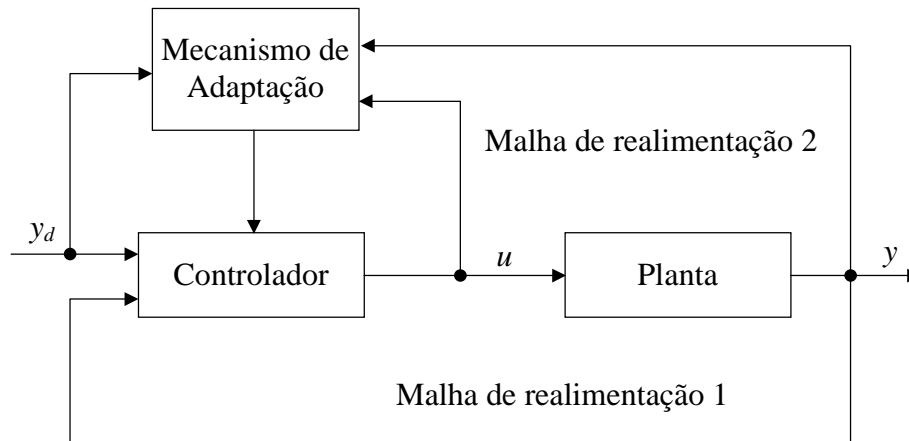 Mecanismo de
Adaptação
Malha de realimentação 2
y_d
Controlador
u
Planta
y
Malha de realimentação 1